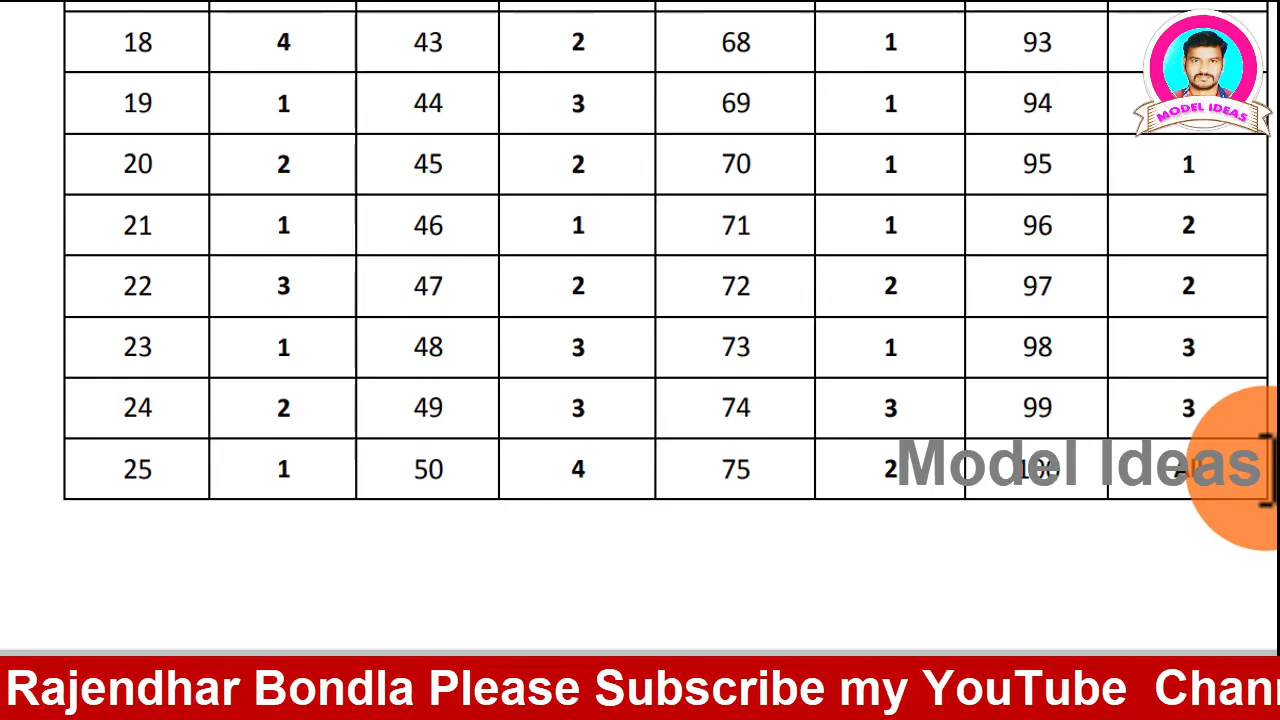 18 4 43 2 68 1 93
19 1 44 3 69 1 94
MODEL IDEAS
20 2 45 2 70 1 95 1
21 1 46 1 71 1 96 2
22 3 47 2 72 2 97 2
23 1 48 3 73 1 98 3
24 2 49 3 74 3 99 3
25 1 50 4 75 2 100 All
Model Ideas
Rajendhar Bondla Please Subscribe my YouTube Chann